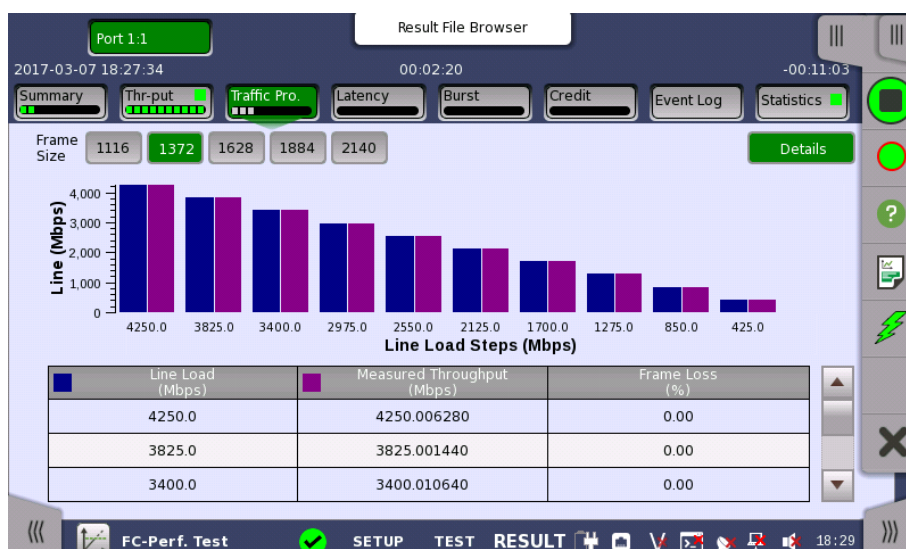 Port 1:1
Result File Browser
2017-03-07 18:27:34 00:02:20 -00:11:03
Summary Thr-put Traffic Pro. Latency Burst Credit Event Log Statistics
Frame Size 1116 1372 1628 1884 2140 Details
Line (Mbps)
4,000
3,000
2,000
1,000
0
4250.0 3825.0 3400.0 2975.0 2550.0 2125.0 1700.0 1275.0 850.0 425.0
Line Load Steps (Mbps)
Line Load (Mbps) Measured Throughput (Mbps) Frame Loss (%)
4250.0 4250.006280 0.00
3825.0 3825.001440 0.00
3400.0 3400.010640 0.00
FC-Perf. Test SETUP TEST RESULT 18:29